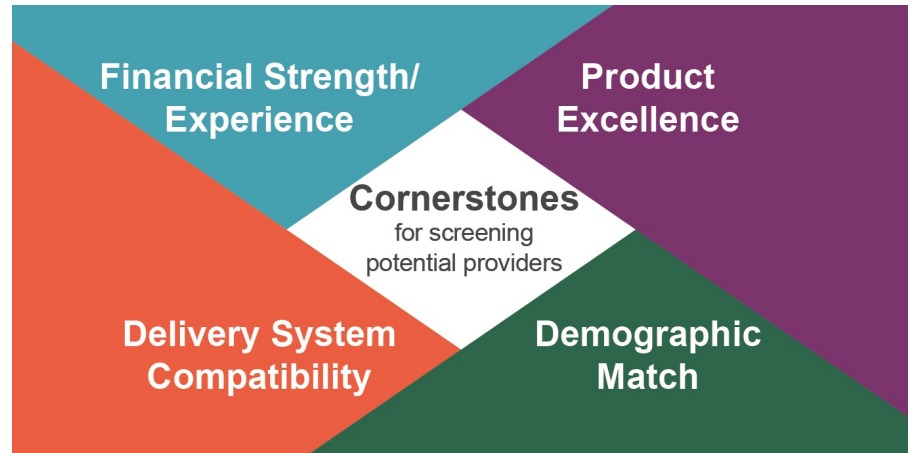 Financial Strength/
Experience
Product
Excellence
Cornerstones
for screening
potential providers
Delivery System
Compatibility
Demographic
Match